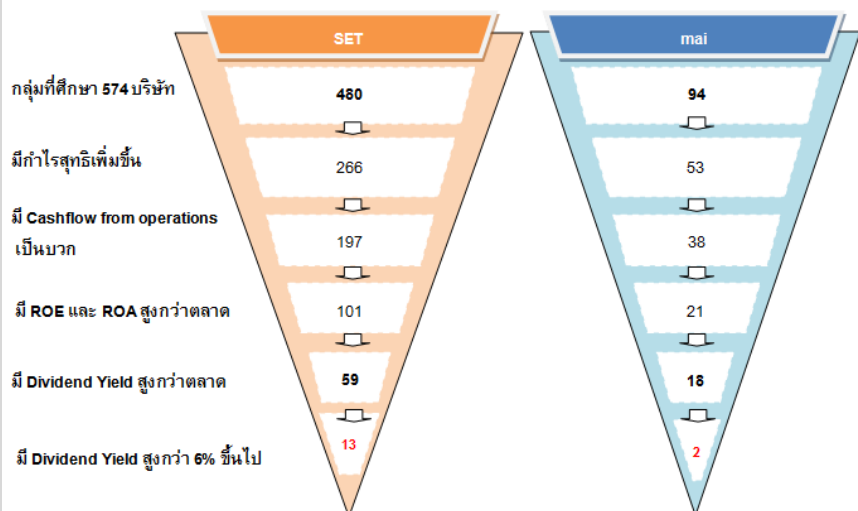 SET mai
กลุ่มที่ศึกษา 574 บริษัท 480 94
มีกำไรสุทธิเพิ่มขึ้น 266 53
มี Cashflow from operations
เป็นบวก 197 38
มี ROE และ ROA สูงกว่าตลาด 101 21
มี Dividend Yield สูงกว่าตลาด 59 18
มี Dividend Yield สูงกว่า 6% ขึ้นไป 13 2